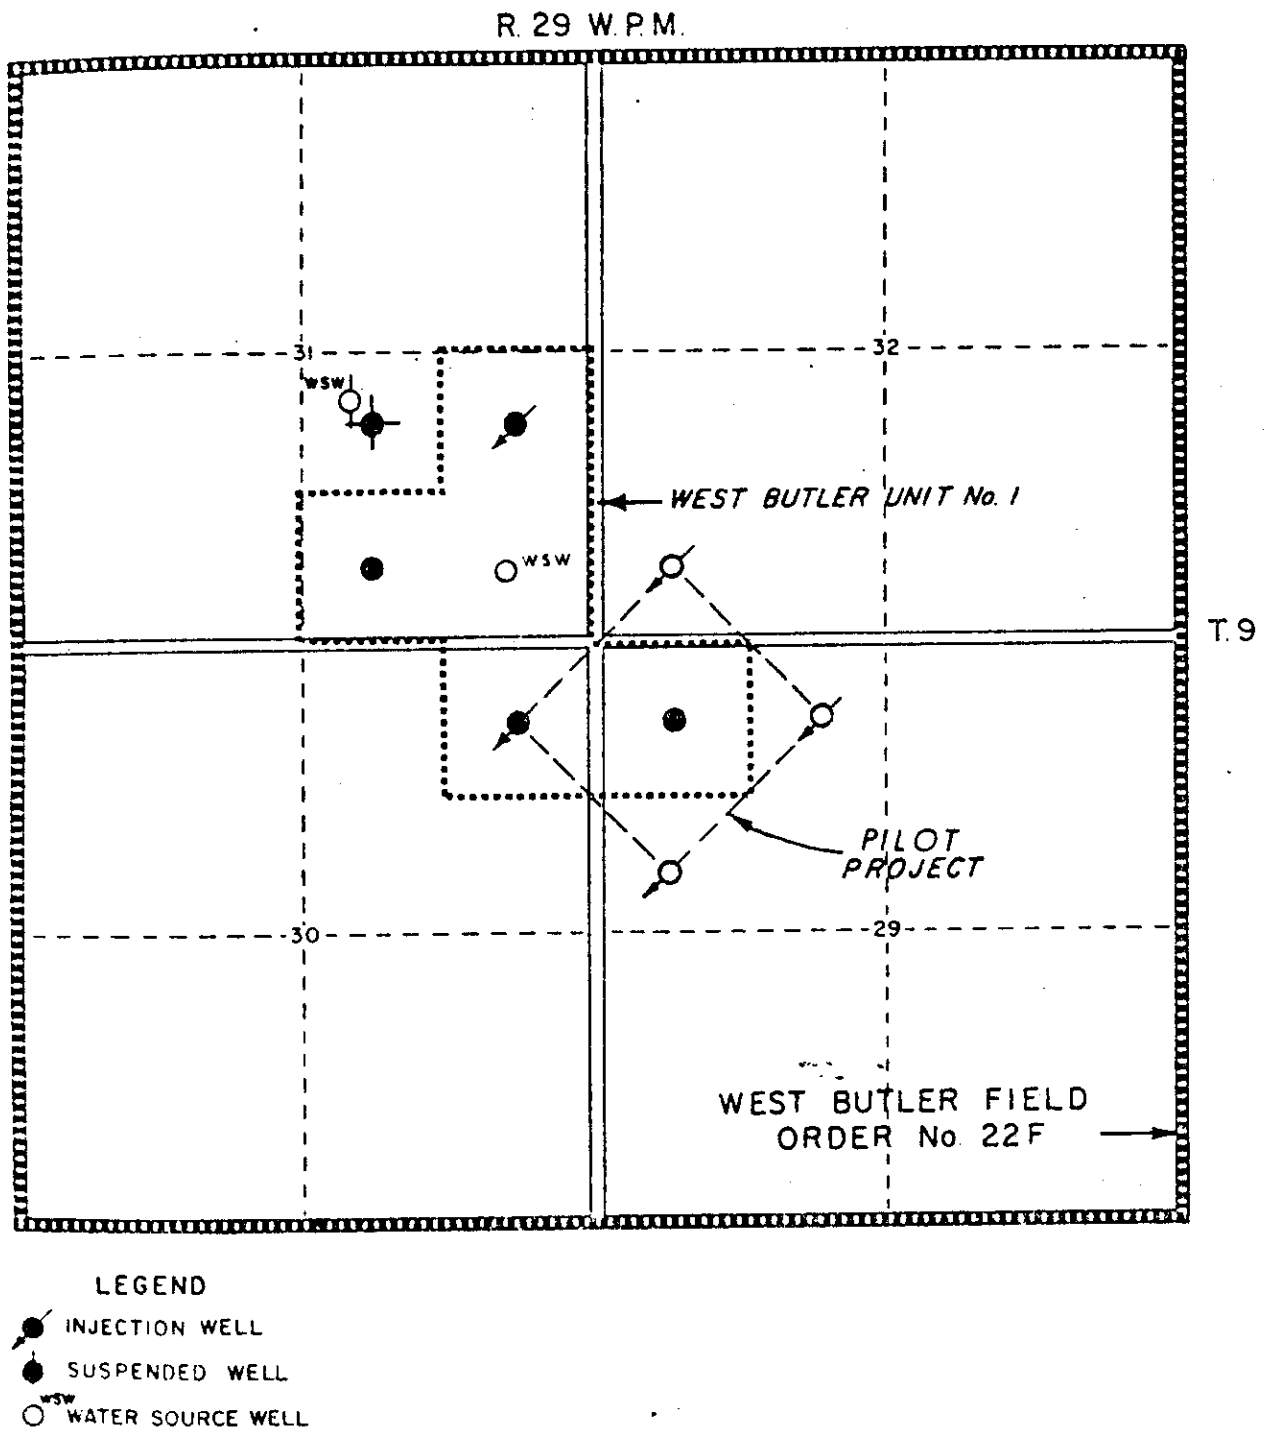 R. 29 W.P.M.
31
32
WSW
WEST BUTLER UNIT No. 1
WSW
T. 9
PILOT
PROJECT
30
29
WEST BUTLER FIELD
ORDER No. 22F
LEGEND
INJECTION WELL
SUSPENDED WELL
WSW
WATER SOURCE WELL